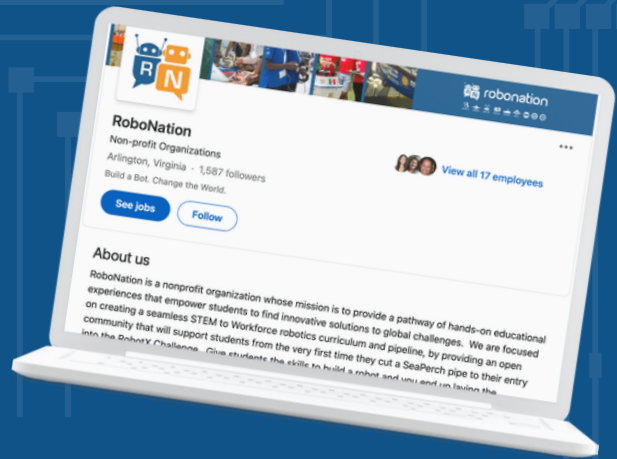 R N
robonation
RoboNation
Non-profit Organizations
Arlington, Virginia · 1,587 followers
View all 17 employees
Build a Bot. Change the World.
See jobs
Follow
About us
RoboNation is a nonprofit organization whose mission is to provide a pathway of hands-on educational
experiences that empower students to find innovative solutions to global challenges. We are focused
on creating a seamless STEM to Workforce robotics curriculum and pipeline, by providing an open
community that will support students from the very first time they cut a SeaPerch pipe to their entry
into the RobotX Challenge. Give students the skills to build a robot and you end up laying the